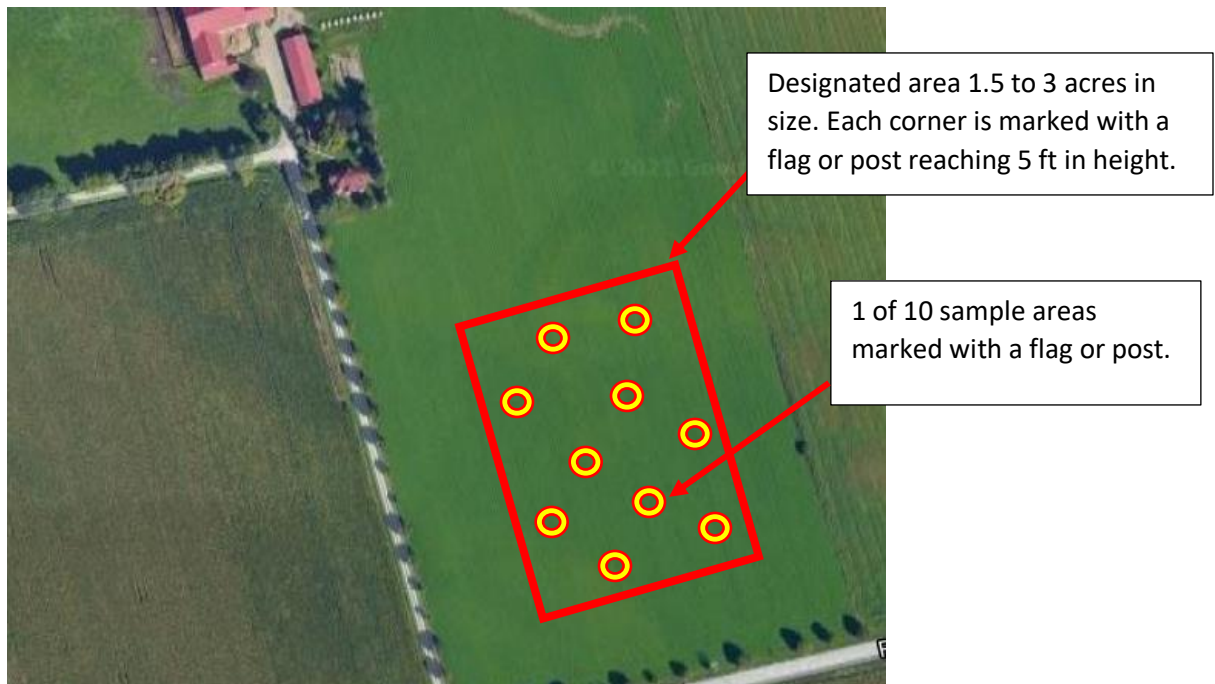 Designated area 1.5 to 3 acres in
size. Each corner is marked with a
flag or post reaching 5 ft in height.
1 of 10 sample areas
marked with a flag or post.